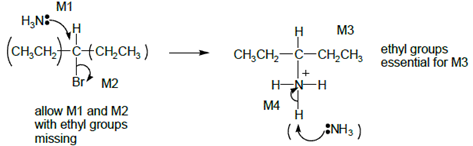 M1
H₃N:
H
(CH₃CH₂) C (CH₂CH₃)
Br
M2
allow M1 and M2
with ethyl groups
missing
H
M3
CH₃CH₂ C CH₂CH₃
+
H N H
M4
H
( :NH₃ )
ethyl groups
essential for M3